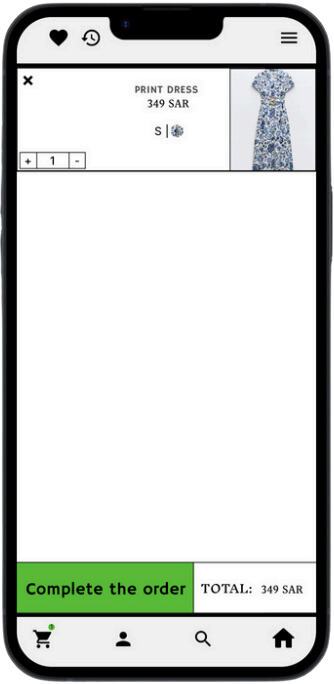 PRINT DRESS
349 SAR
S |
+ 1 -
Complete the order
TOTAL: 349 SAR